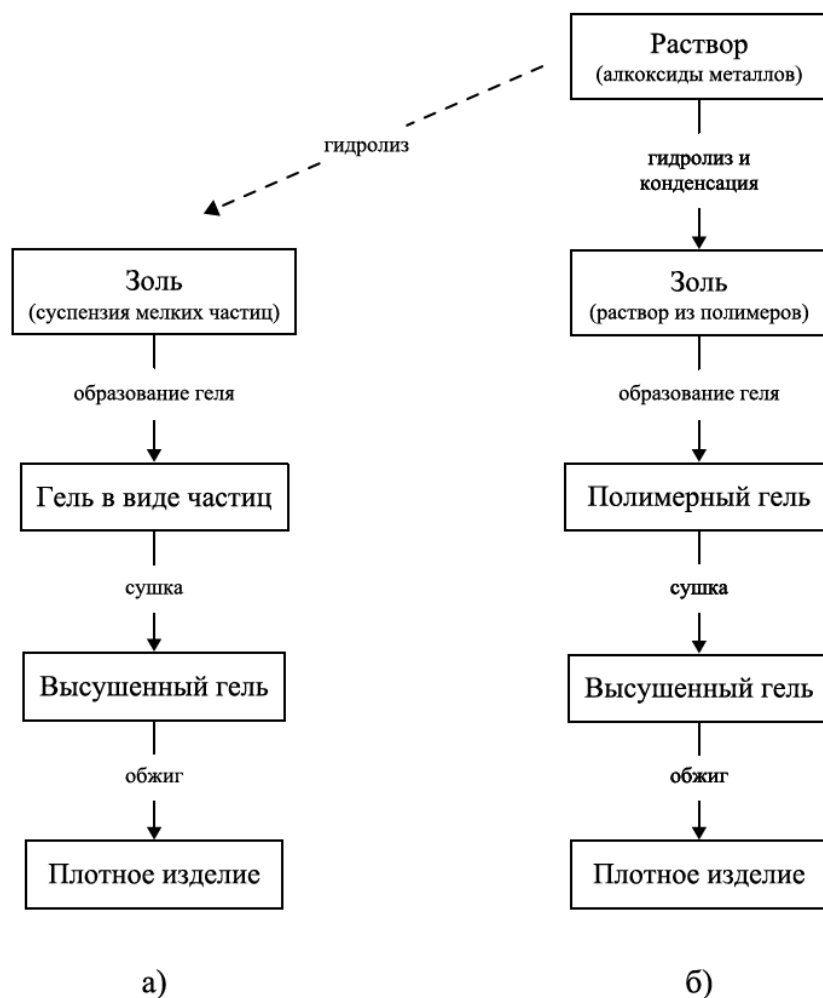 Раствор
(алкоксиды металлов)
гидролиз
гидролиз и
конденсация
Золь
(суспензия мелких частиц)
Золь
(раствор из полимеров)
образование геля
образование геля
Гель в виде частиц
Полимерный гель
сушка
сушка
Высушенный гель
Высушенный гель
обжиг
обжиг
Плотное изделие
Плотное изделие
а)
б)